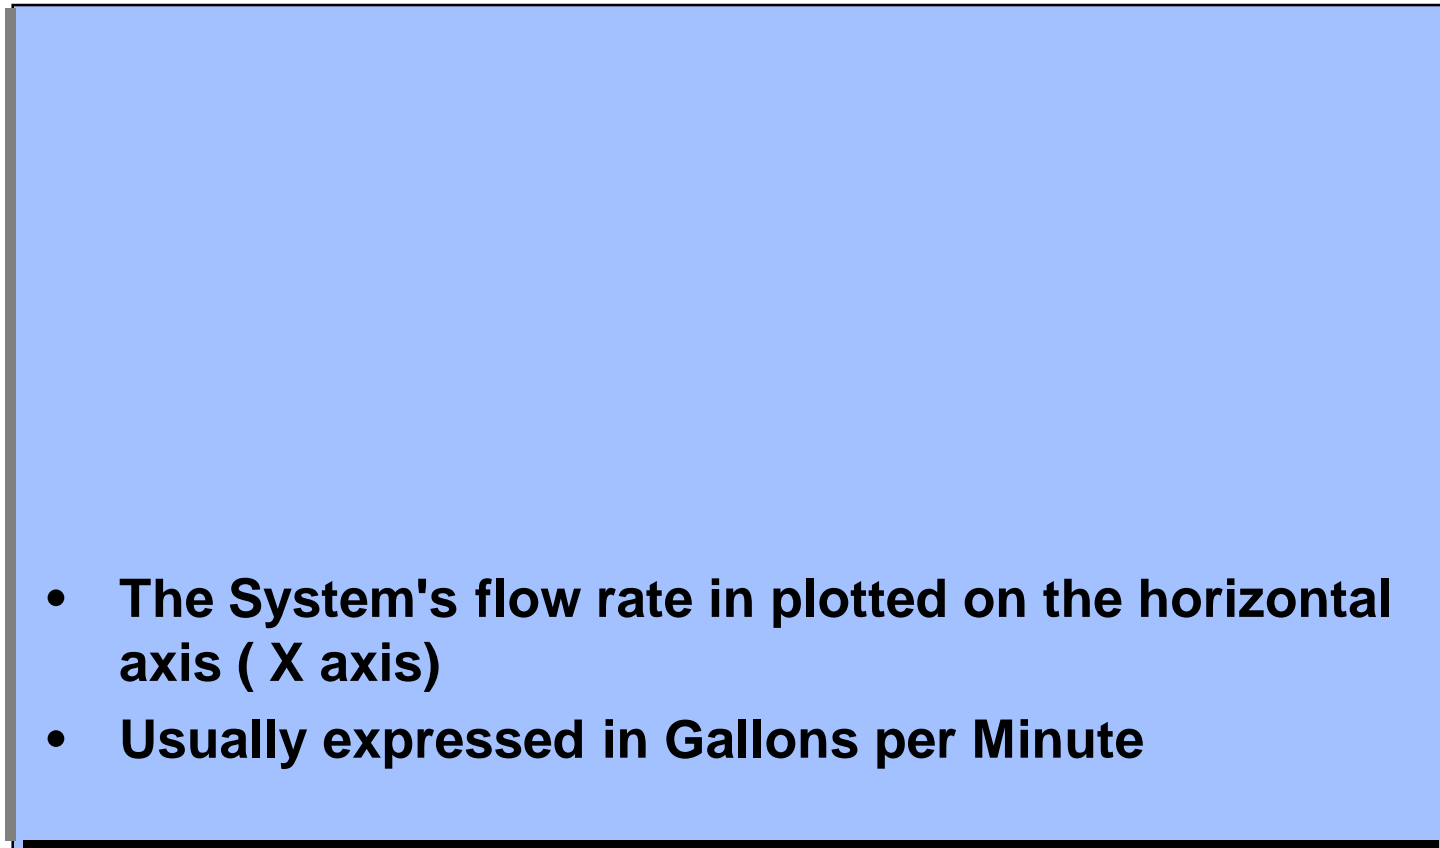 • The System's flow rate in plotted on the horizontal
axis ( X axis)
• Usually expressed in Gallons per Minute